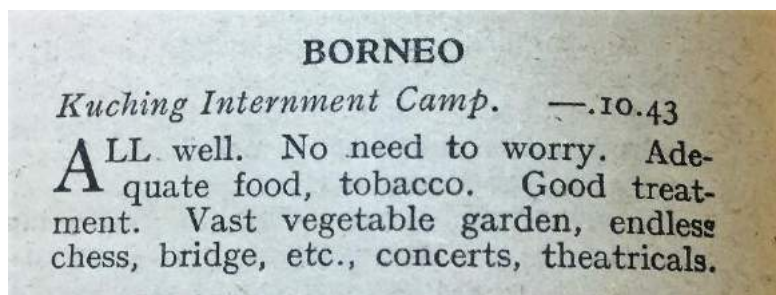 BORNEO
Kuching Internment Camp. —.10.43
ALL well. No need to worry. Ade-
quate food, tobacco. Good treat-
ment. Vast vegetable garden, endless
chess, bridge, etc., concerts, theatricals.